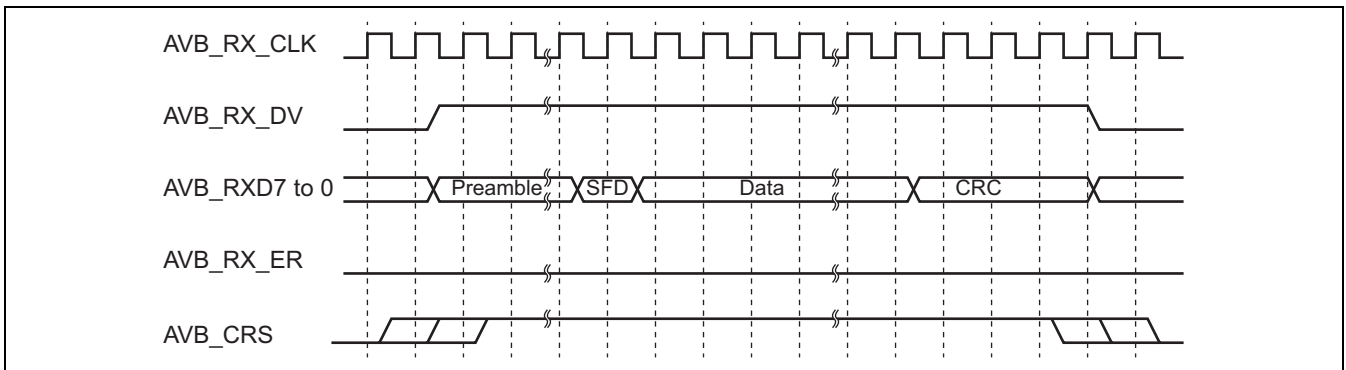 AVB_RX_CLK
AVB_RX_DV
AVB_RXD7 to 0 Preamble SFD Data CRC
AVB_RX_ER
AVB_CRS